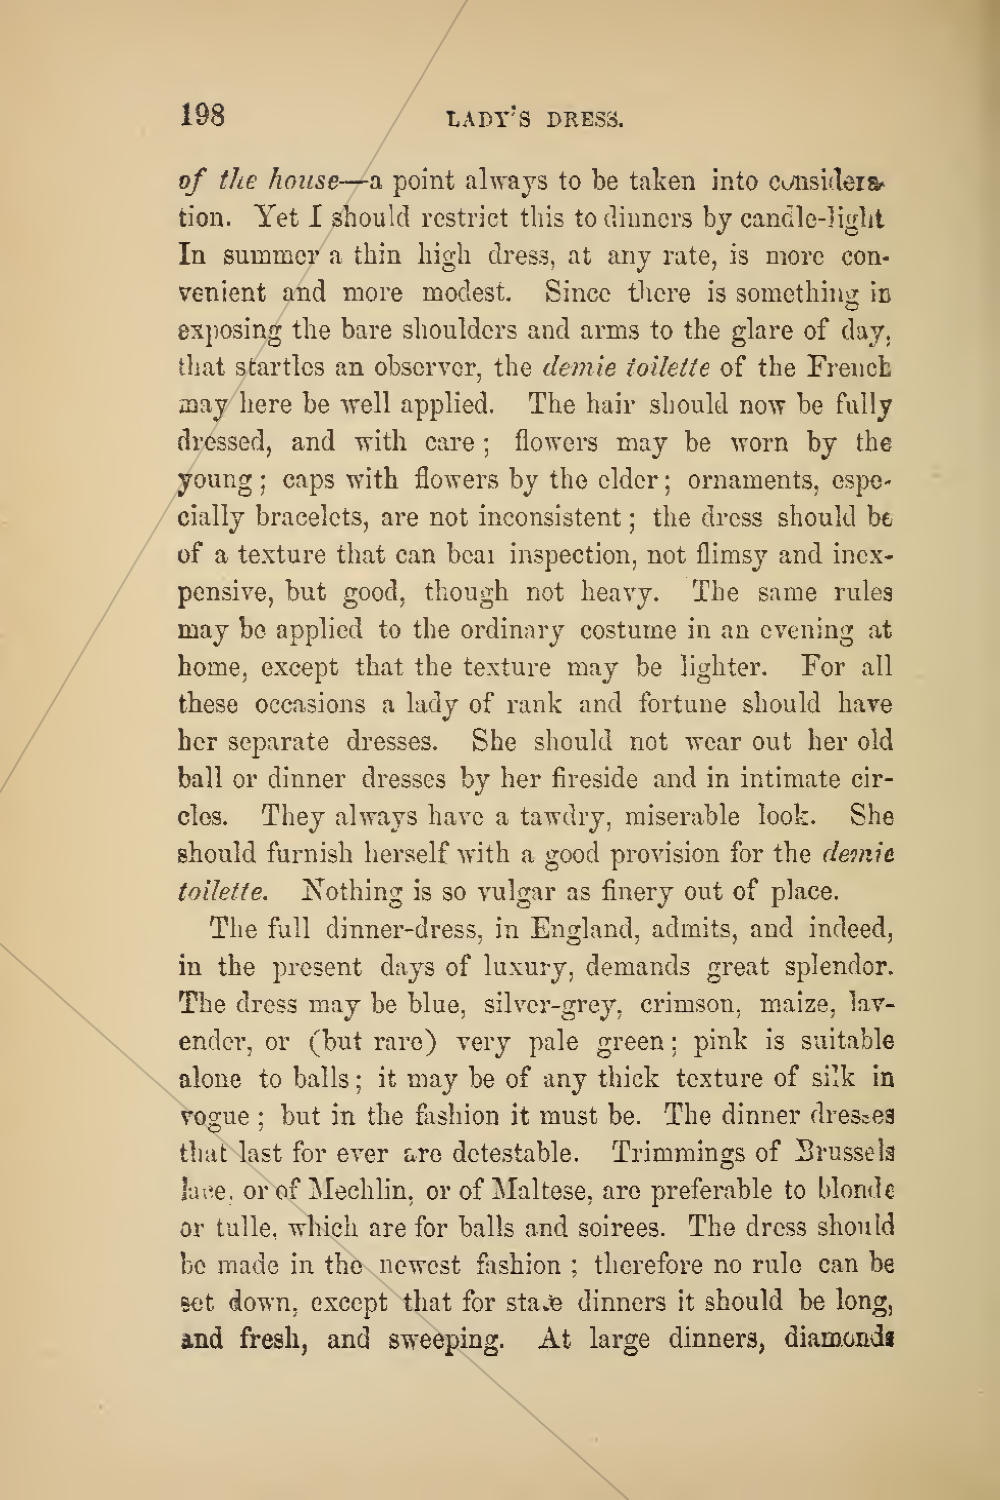 198
LADY'S DRESS.
of the house—a point always to be taken into considera-
tion. Yet I should restrict this to dinners by candle-light
In summer a thin high dress, at any rate, is more con-
venient and more modest. Since there is something in
exposing the bare shoulders and arms to the glare of day,
that startles an observer, the demie toilette of the French
may here be well applied. The hair should now be fully
dressed, and with care; flowers may be worn by the
young; caps with flowers by the elder; ornaments, espe-
cially bracelets, are not inconsistent; the dress should be
of a texture that can bear inspection, not flimsy and inex-
pensive, but good, though not heavy. The same rules
may be applied to the ordinary costume in an evening at
home, except that the texture may be lighter. For all
these occasions a lady of rank and fortune should have
her separate dresses. She should not wear out her old
ball or dinner dresses by her fireside and in intimate cir-
cles. They always have a tawdry, miserable look. She
should furnish herself with a good provision for the demie
toilette. Nothing is so vulgar as finery out of place.
The full dinner-dress, in England, admits, and indeed,
in the present days of luxury, demands great splendor.
The dress may be blue, silver-grey, crimson, maize, lav-
ender, or (but rare) very pale green; pink is suitable
alone to balls; it may be of any thick texture of silk in
vogue; but in the fashion it must be. The dinner dresses
that last for ever are detestable. Trimmings of Brussels
lace, or of Mechlin, or of Maltese, are preferable to blonde
or tulle, which are for balls and soirees. The dress should
be made in the newest fashion; therefore no rule can be
set down, except that for state dinners it should be long,
and fresh, and sweeping. At large dinners, diamonds